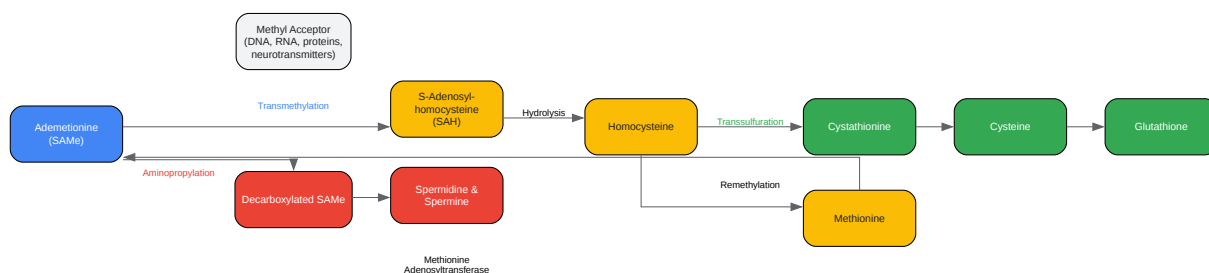 Methyl Acceptor
(DNA, RNA, proteins,
neurotransmitters)
Transmethylation
S-Adenosyl-
homocysteine
(SAH)
Hydrolysis
Ademetionine
(SAMe)
Homocysteine
Transsulfuration
Cystathionine
Cysteine
Glutathione
Aminopropylation
Decarboxylated SAMe
Spermidine &
Spermine
Remethylation
Methionine
Methionine
Adenosyltransferase